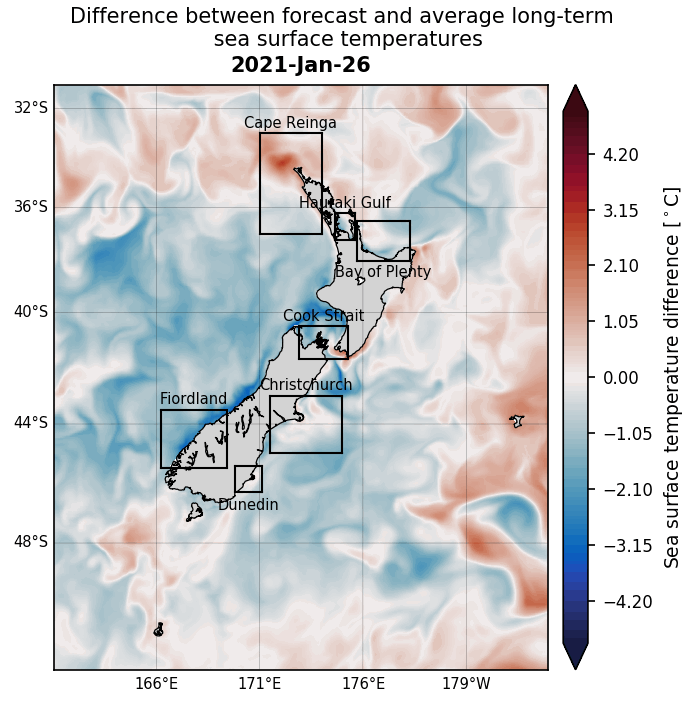 Difference between forecast and average long-term
sea surface temperatures
2021-Jan-26
32°S
36°S
40°S
44°S
48°S
Cape Reinga
Hauraki Gulf
Bay of Plenty
Cook Strait
Christchurch
Fiordland
Dunedin
166°E
171°E
176°E
179°W
4.20
3.15
2.10
1.05
0.00
−1.05
−2.10
−3.15
−4.20
Sea surface temperature difference [°C]